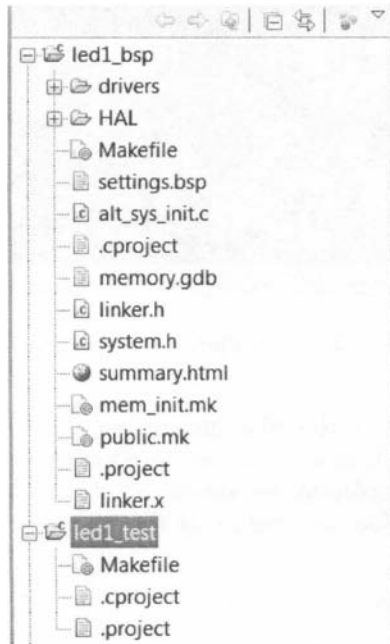 led1_bsp
drivers
HAL
Makefile
settings.bsp
alt_sys_init.c
.cproject
memory.gdb
linker.h
system.h
summary.html
mem_init.mk
public.mk
.project
linker.x
led1_test
Makefile
.cproject
.project